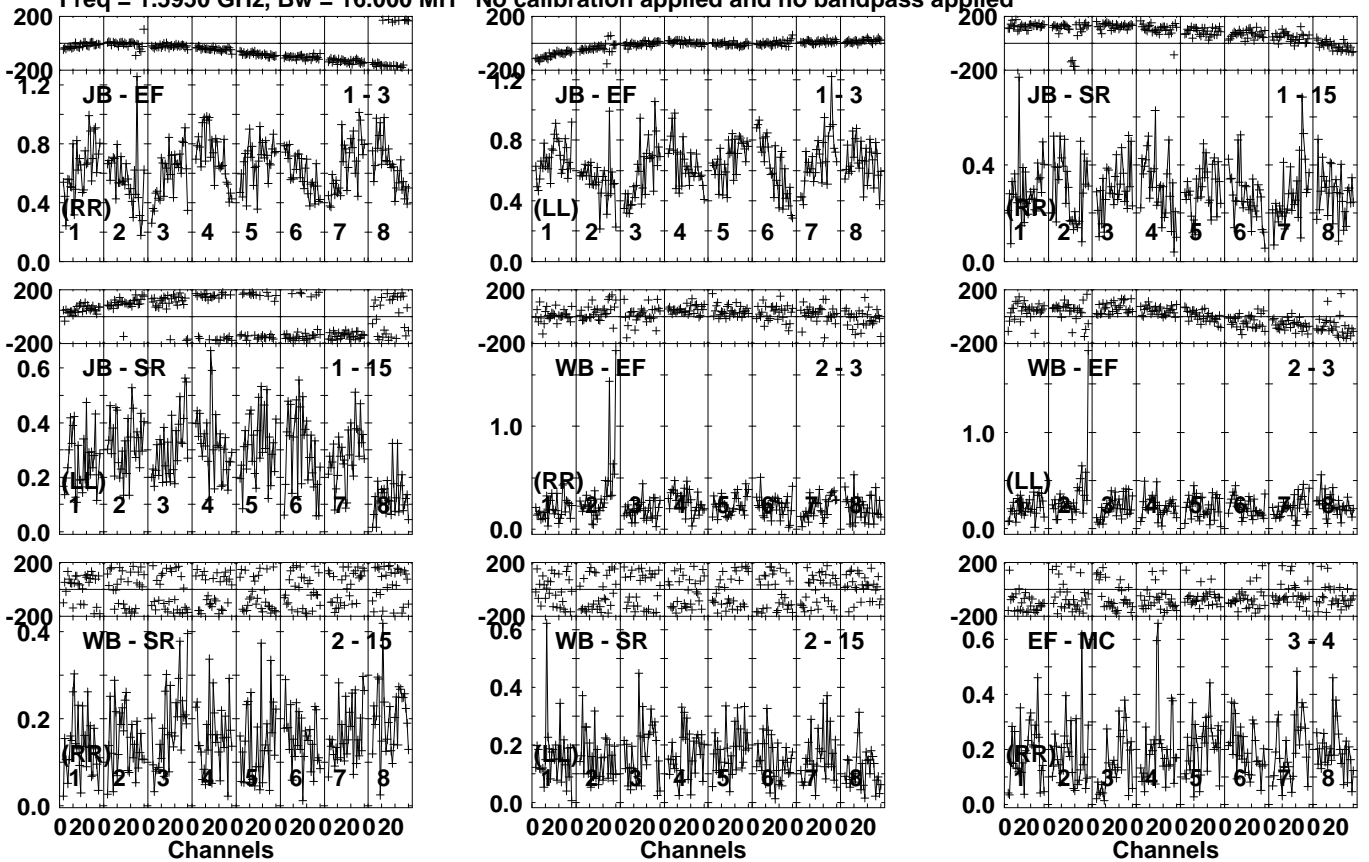 Freq = 1.5950 GHz, Bw = 16.000 MH No calibration applied and no bandpass applied
200 200 200
-200 -200 -200
1.2 1.2
JB - EF 1 - 3 JB - EF 1 - 3 JB - SR 1 - 15
0.8 0.8 0.4
0.4 0.4
(RR) (LL) (RR)
1 2 3 4 5 6 7 8 1 2 3 4 5 6 7 8 1 2 3 4 5 6 7 8
0.0 0.0 0.0
200 200 200
-200 -200 -200
0.6
JB - SR 1 - 15 WB - EF 2 - 3 WB - EF 2 - 3
0.4 1.0 1.0
0.2
(LL) (RR) (LL)
1 2 3 4 5 6 7 8 1 2 3 4 5 6 7 8 1 2 3 4 5 6 7 8
0.0 0.0 0.0
200 200 200
-200 -200 -200
0.4 0.6 0.6
WB - SR 2 - 15 WB - SR 2 - 15 EF - MC 3 - 4
0.4 0.4
0.2 0.2 0.2
(RR) (LL) (RR)
1 2 3 4 5 6 7 8 1 2 3 4 5 6 7 8 1 2 3 4 5 6 7 8
0.0 0.0 0.0
0 20 0 20 0 20 0 20 0 20 0 20 0 20 0 20 0 20 0 20 0 20 0 20 0 20 0 20 0 20 0 20 0 20 0 20 0 20 0 20 0 20 0 20 0 20 0 20
Channels Channels Channels